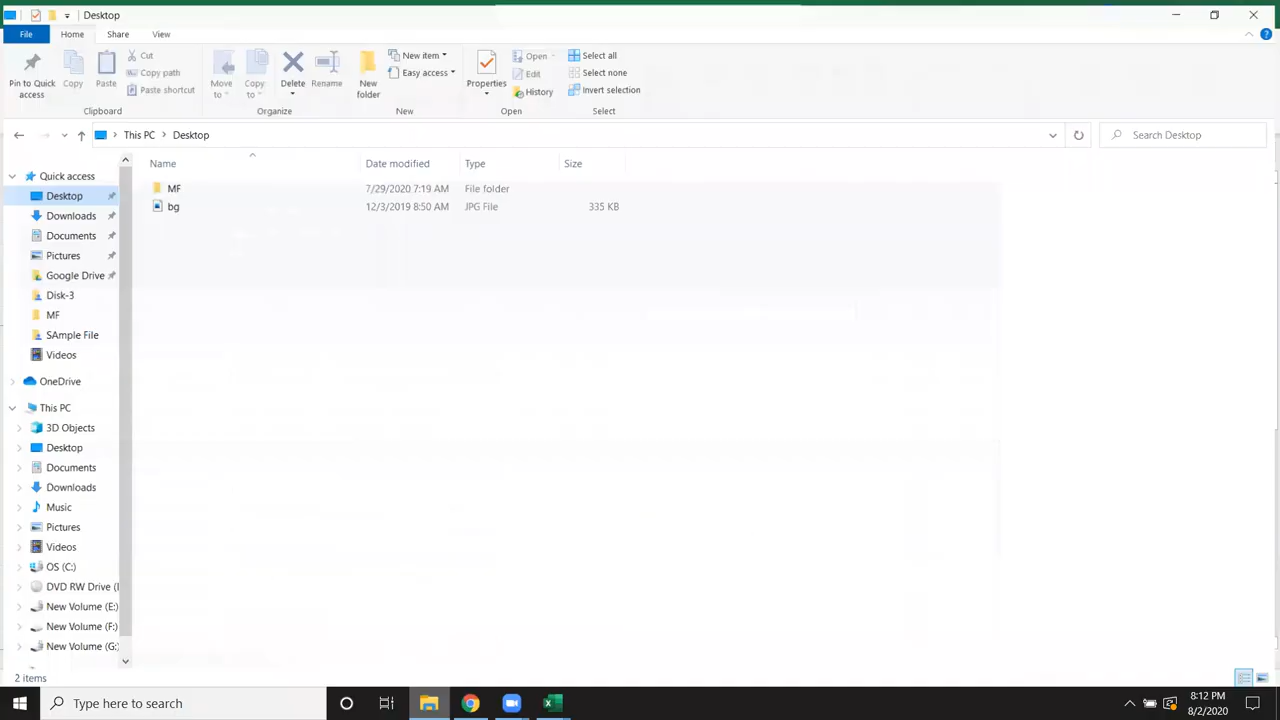 Desktop
File Home Share View
Pin to Quick access
Copy
Paste
Cut
Copy path
Paste shortcut
Clipboard
Move to
Copy to
Delete
Rename
Organize
New folder
New item
Easy access
New
Properties
Open
Edit
History
Open
Select all
Select none
Invert selection
Select
This PC Desktop
Search Desktop
Name Date modified Type Size
MF 7/29/2020 7:19 AM File folder
bg 12/3/2019 8:50 AM JPG File 335 KB
Quick access
Desktop
Downloads
Documents
Pictures
Google Drive
Disk-3
MF
SAmple File
Videos
OneDrive
This PC
3D Objects
Desktop
Documents
Downloads
Music
Pictures
Videos
OS (C:)
DVD RW Drive (
New Volume (E:)
New Volume (F:)
New Volume (G:
2 items
Type here to search
8:12 PM
8/2/2020